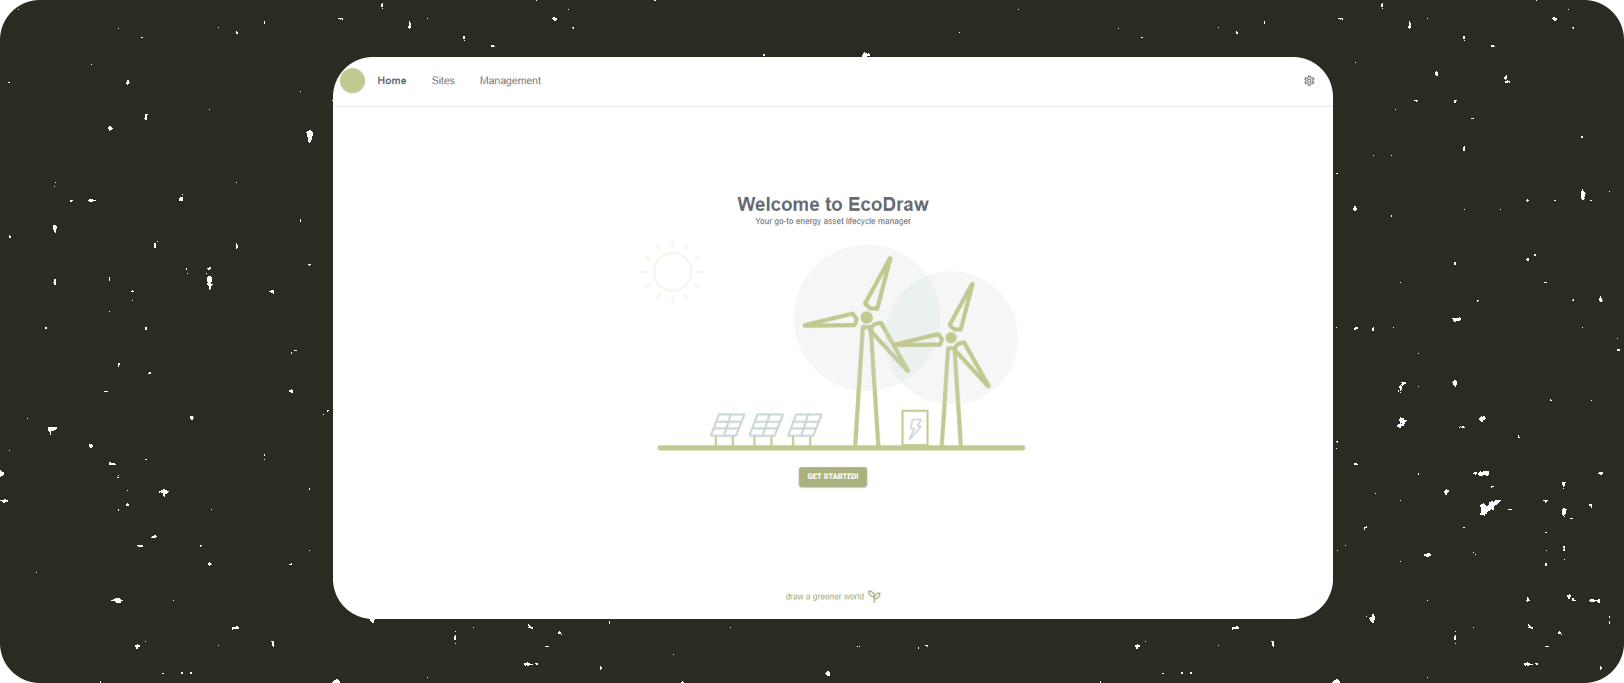 Home
Sites
Management
Welcome to EcoDraw
Your go-to energy asset lifecycle manager
GET STARTED!
draw a greener world